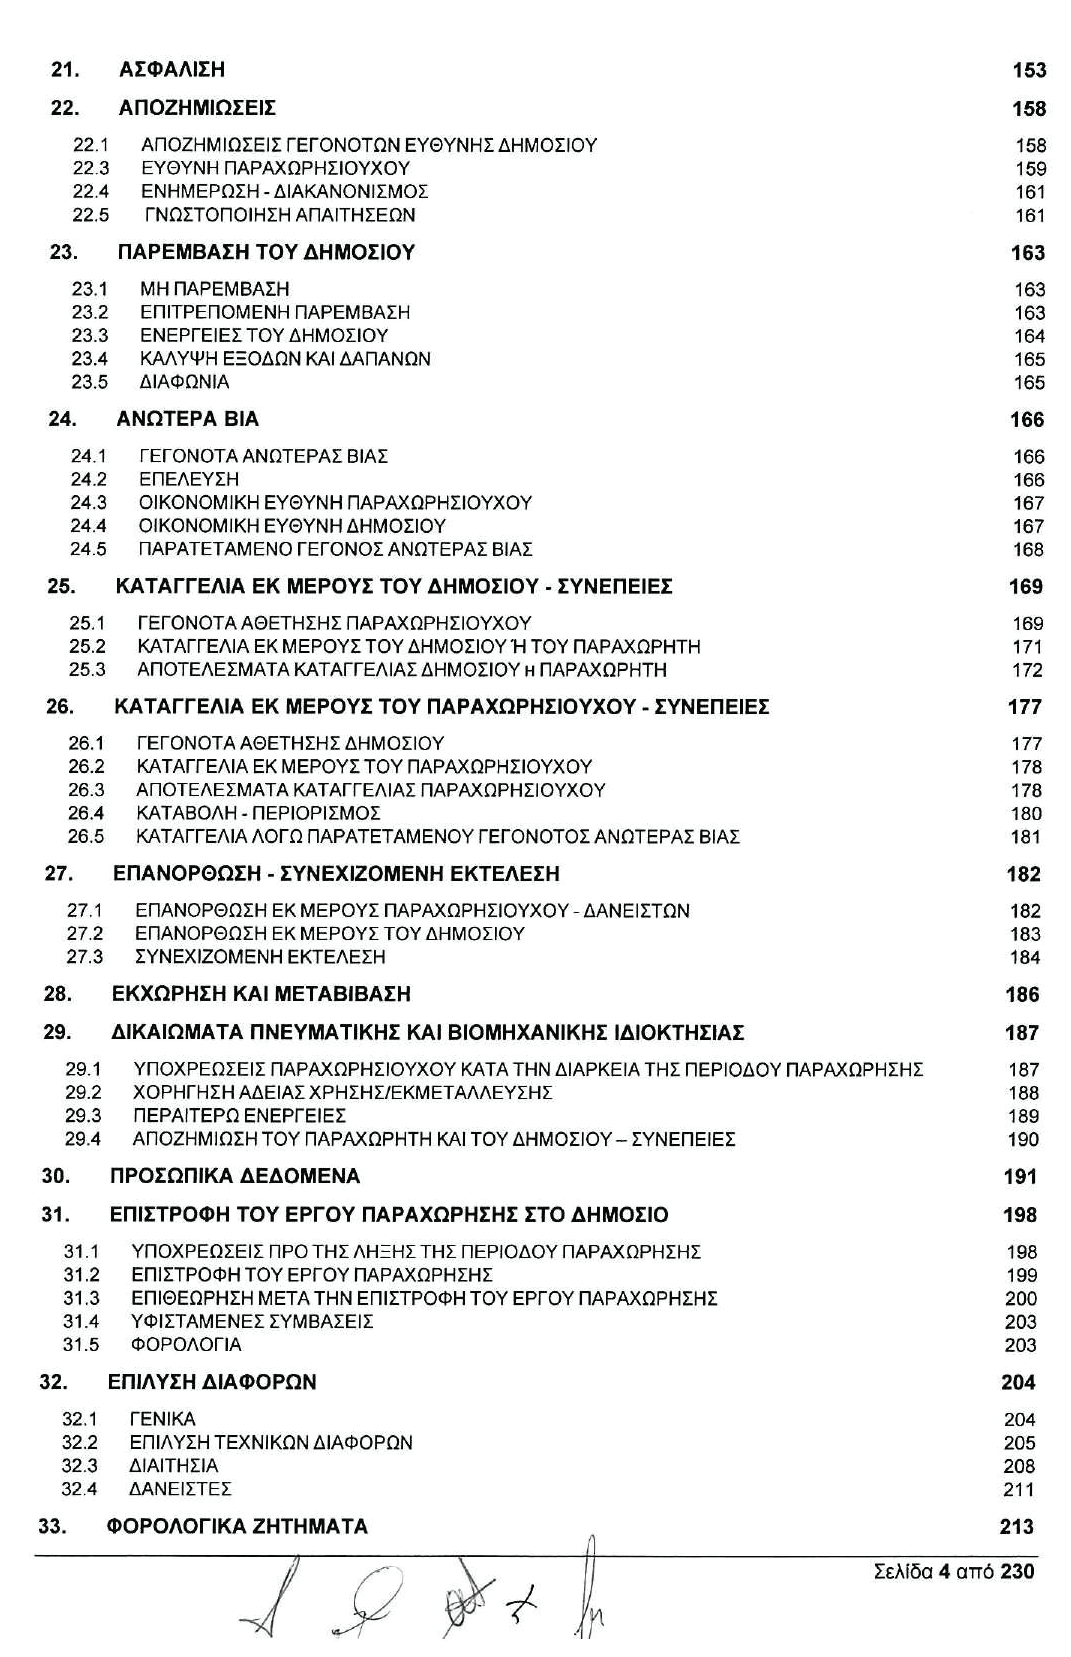 21. ΑΣΦΑΛΙΣΗ 153
22. ΑΠΟΖΗΜΙΩΣΕΙΣ 158
22.1 ΑΠΟΖΗΜΙΩΣΕΙΣ ΓΕΓΟΝΟΤΩΝ ΕΥΘΥΝΗΣ ΔΗΜΟΣΙΟΥ 158
22.3 ΕΥΘΥΝΗ ΠΑΡΑΧΩΡΗΣΙΟΥΧΟΥ 159
22.4 ΕΝΗΜΕΡΩΣΗ - ΔΙΑΚΑΝΟΝΙΣΜΟΣ 161
22.5 ΓΝΩΣΤΟΠΟΙΗΣΗ ΑΠΑΙΤΗΣΕΩΝ 161
23. ΠΑΡΕΜΒΑΣΗ ΤΟΥ ΔΗΜΟΣΙΟΥ 163
23.1 ΜΗ ΠΑΡΕΜΒΑΣΗ 163
23.2 ΕΠΙΤΡΕΠΟΜΕΝΗ ΠΑΡΕΜΒΑΣΗ 163
23.3 ΕΝΕΡΓΕΙΕΣ ΤΟΥ ΔΗΜΟΣΙΟΥ 164
23.4 ΚΑΛΥΨΗ ΕΞΟΔΩΝ ΚΑΙ ΔΑΠΑΝΩΝ 165
23.5 ΔΙΑΦΩΝΙΑ 165
24. ΑΝΩΤΕΡΑ ΒΙΑ 166
24.1 ΓΕΓΟΝΟΤΑ ΑΝΩΤΕΡΑΣ ΒΙΑΣ 166
24.2 ΕΠΕΛΕΥΣΗ 166
24.3 ΟΙΚΟΝΟΜΙΚΗ ΕΥΘΥΝΗ ΠΑΡΑΧΩΡΗΣΙΟΥΧΟΥ 167
24.4 ΟΙΚΟΝΟΜΙΚΗ ΕΥΘΥΝΗ ΔΗΜΟΣΙΟΥ 167
24.5 ΠΑΡΑΤΕΤΑΜΕΝΟ ΓΕΓΟΝΟΣ ΑΝΩΤΕΡΑΣ ΒΙΑΣ 168
25. ΚΑΤΑΓΓΕΛΙΑ ΕΚ ΜΕΡΟΥΣ ΤΟΥ ΔΗΜΟΣΙΟΥ - ΣΥΝΕΠΕΙΕΣ 169
25.1 ΓΕΓΟΝΟΤΑ ΑΘΕΤΗΣΗΣ ΠΑΡΑΧΩΡΗΣΙΟΥΧΟΥ 169
25.2 ΚΑΤΑΓΓΕΛΙΑ ΕΚ ΜΕΡΟΥΣ ΤΟΥ ΔΗΜΟΣΙΟΥ Ή ΤΟΥ ΠΑΡΑΧΩΡΗΤΗ 171
25.3 ΑΠΟΤΕΛΕΣΜΑΤΑ ΚΑΤΑΓΓΕΛΙΑΣ ΔΗΜΟΣΙΟΥ Η ΠΑΡΑΧΩΡΗΤΗ 172
26. ΚΑΤΑΓΓΕΛΙΑ ΕΚ ΜΕΡΟΥΣ ΤΟΥ ΠΑΡΑΧΩΡΗΣΙΟΥΧΟΥ - ΣΥΝΕΠΕΙΕΣ 177
26.1 ΓΕΓΟΝΟΤΑ ΑΘΕΤΗΣΗΣ ΔΗΜΟΣΙΟΥ 177
26.2 ΚΑΤΑΓΓΕΛΙΑ ΕΚ ΜΕΡΟΥΣ ΤΟΥ ΠΑΡΑΧΩΡΗΣΙΟΥΧΟΥ 178
26.3 ΑΠΟΤΕΛΕΣΜΑΤΑ ΚΑΤΑΓΓΕΛΙΑΣ ΠΑΡΑΧΩΡΗΣΙΟΥΧΟΥ 178
26.4 ΚΑΤΑΒΟΛΗ - ΠΕΡΙΟΡΙΣΜΟΣ 180
26.5 ΚΑΤΑΓΓΕΛΙΑ ΛΟΓΩ ΠΑΡΑΤΕΤΑΜΕΝΟΥ ΓΕΓΟΝΟΤΟΣ ΑΝΩΤΕΡΑΣ ΒΙΑΣ 181
27. ΕΠΑΝΟΡΘΩΣΗ - ΣΥΝΕΧΙΖΟΜΕΝΗ ΕΚΤΕΛΕΣΗ 182
27.1 ΕΠΑΝΟΡΘΩΣΗ ΕΚ ΜΕΡΟΥΣ ΠΑΡΑΧΩΡΗΣΙΟΥΧΟΥ - ΔΑΝΕΙΣΤΩΝ 182
27.2 ΕΠΑΝΟΡΘΩΣΗ ΕΚ ΜΕΡΟΥΣ ΤΟΥ ΔΗΜΟΣΙΟΥ 183
27.3 ΣΥΝΕΧΙΖΟΜΕΝΗ ΕΚΤΕΛΕΣΗ 184
28. ΕΚΧΩΡΗΣΗ ΚΑΙ ΜΕΤΑΒΙΒΑΣΗ 186
29. ΔΙΚΑΙΩΜΑΤΑ ΠΝΕΥΜΑΤΙΚΗΣ ΚΑΙ ΒΙΟΜΗΧΑΝΙΚΗΣ ΙΔΙΟΚΤΗΣΙΑΣ 187
29.1 ΥΠΟΧΡΕΩΣΕΙΣ ΠΑΡΑΧΩΡΗΣΙΟΥΧΟΥ ΚΑΤΑ ΤΗΝ ΔΙΑΡΚΕΙΑ ΤΗΣ ΠΕΡΙΟΔΟΥ ΠΑΡΑΧΩΡΗΣΗΣ 187
29.2 ΧΟΡΗΓΗΣΗ ΑΔΕΙΑΣ ΧΡΗΣΗΣ/ΕΚΜΕΤΑΛΛΕΥΣΗΣ 188
29.3 ΠΕΡΑΙΤΕΡΩ ΕΝΕΡΓΕΙΕΣ 189
29.4 ΑΠΟΖΗΜΙΩΣΗ ΤΟΥ ΠΑΡΑΧΩΡΗΤΗ ΚΑΙ ΤΟΥ ΔΗΜΟΣΙΟΥ – ΣΥΝΕΠΕΙΕΣ 190
30. ΠΡΟΣΩΠΙΚΑ ΔΕΔΟΜΕΝΑ 191
31. ΕΠΙΣΤΡΟΦΗ ΤΟΥ ΕΡΓΟΥ ΠΑΡΑΧΩΡΗΣΗΣ ΣΤΟ ΔΗΜΟΣΙΟ 198
31.1 ΥΠΟΧΡΕΩΣΕΙΣ ΠΡΟ ΤΗΣ ΛΗΞΗΣ ΤΗΣ ΠΕΡΙΟΔΟΥ ΠΑΡΑΧΩΡΗΣΗΣ 198
31.2 ΕΠΙΣΤΡΟΦΗ ΤΟΥ ΕΡΓΟΥ ΠΑΡΑΧΩΡΗΣΗΣ 199
31.3 ΕΠΙΘΕΩΡΗΣΗ ΜΕΤΑ ΤΗΝ ΕΠΙΣΤΡΟΦΗ ΤΟΥ ΕΡΓΟΥ ΠΑΡΑΧΩΡΗΣΗΣ 200
31.4 ΥΦΙΣΤΑΜΕΝΕΣ ΣΥΜΒΑΣΕΙΣ 203
31.5 ΦΟΡΟΛΟΓΙΑ 203
32. ΕΠΙΛΥΣΗ ΔΙΑΦΟΡΩΝ 204
32.1 ΓΕΝΙΚΑ 204
32.2 ΕΠΙΛΥΣΗ ΤΕΧΝΙΚΩΝ ΔΙΑΦΟΡΩΝ 205
32.3 ΔΙΑΙΤΗΣΙΑ 208
32.4 ΔΑΝΕΙΣΤΕΣ 211
33. ΦΟΡΟΛΟΓΙΚΑ ΖΗΤΗΜΑΤΑ 213
Σελίδα 4 από 230